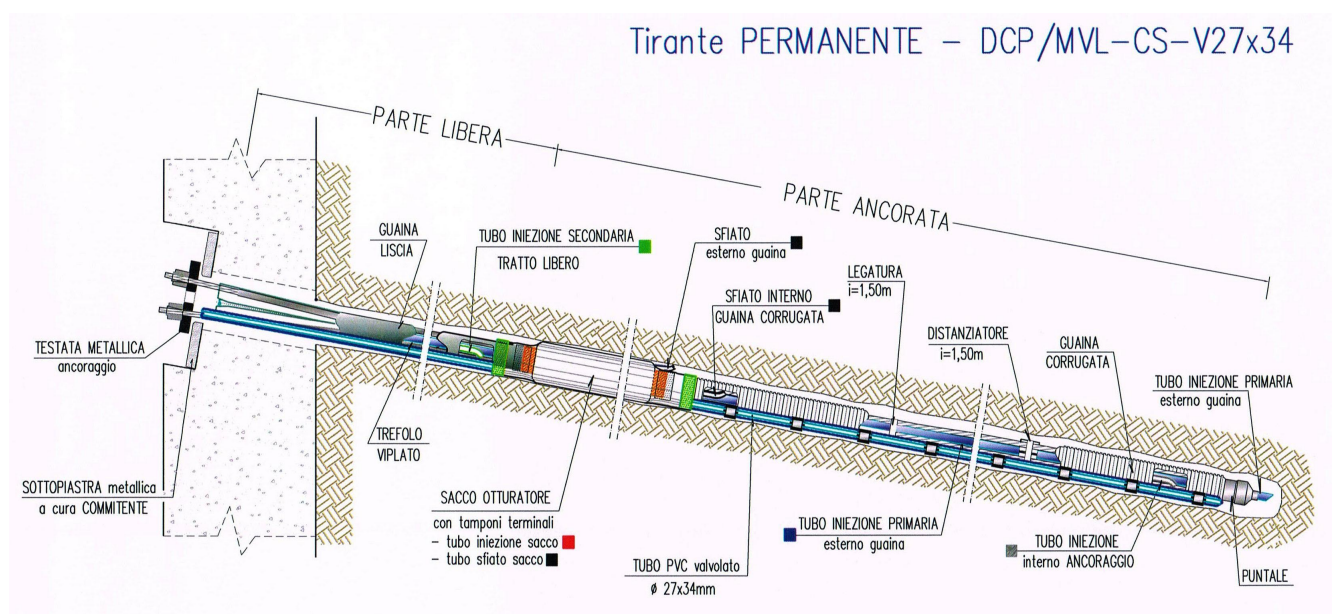 Tirante PERMANENTE - DCP/MVL-CS-V27x34
PARTE LIBERA
PARTE ANCORATA
GUAINA
LISCIA
TUBO INIEZIONE SECONDARIA
TRATTO LIBERO
SFIATO
esterno guaina
SFIATO INTERNO
GUAINA CORRUGATA
LEGATURA
i=1,50m
DISTANZIATORE
i=1,50m
GUAINA
CORRUGATA
TUBO INIEZIONE PRIMARIA
esterno guaina
TESTATA METALLICA
ancoraggio
TREFOLO
VIPLATO
SOTTOPIASTRA metallica
a cura COMMITENTE
SACCO OTTURATORE
con tamponi terminali
- tubo iniezione sacco
- tubo sfiato sacco
TUBO PVC valvolato
ø 27x34mm
TUBO INIEZIONE PRIMARIA
esterno guaina
TUBO INIEZIONE
interno ANCORAGGIO
PUNTALE